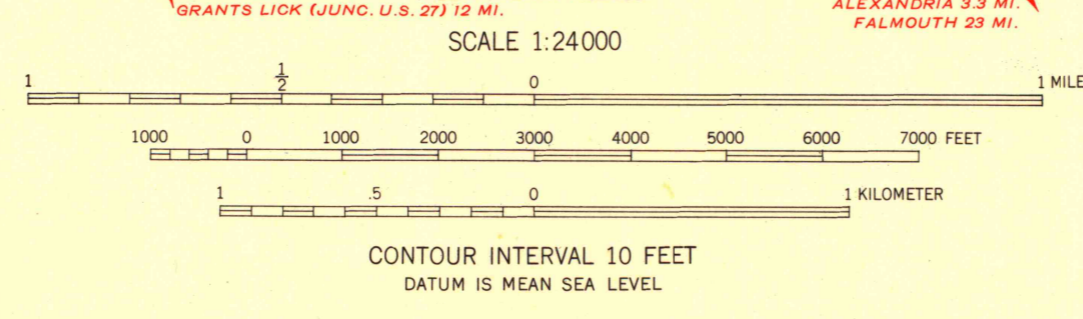 GRANTS LICK (JUNC. U.S. 27) 12 MI.
ALEXANDRIA 3.3 MI.
FALMOUTH 23 MI.
SCALE 1:24000
1 1/2 0 1 MILE
1000 0 1000 2000 3000 4000 5000 6000 7000 FEET
1 .5 0 1 KILOMETER
CONTOUR INTERVAL 10 FEET
DATUM IS MEAN SEA LEVEL